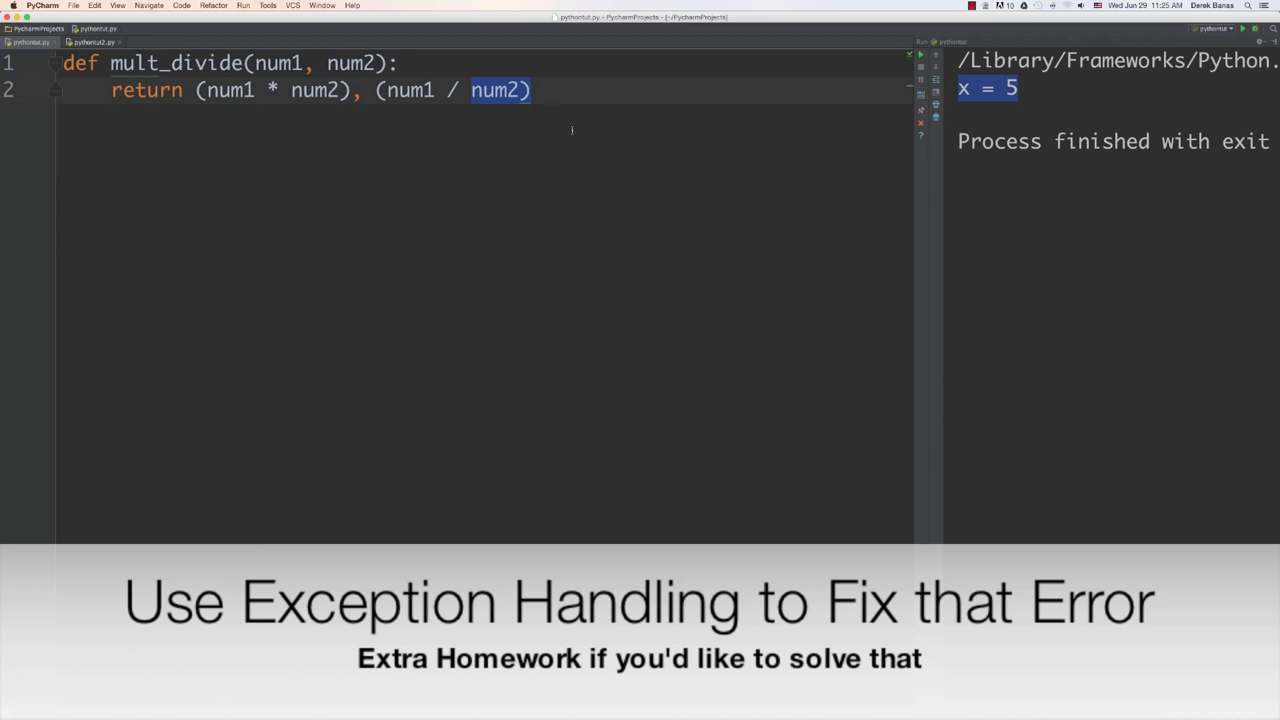 PyCharm File Edit View Navigate Code Refactor Run Tools VCS Window Help
10 Wed Jun 29 11:25 AM Derek Banas
pythontut.py - PycharmProjects - [~/PycharmProjects]
PycharmProjects pythontut.py
pythontut
pythontut.py pythontut2.py
Run pythontut
1 def mult_divide(num1, num2):
2 return (num1 * num2), (num1 / num2)
/Library/Frameworks/Python.
x = 5
Process finished with exit
Use Exception Handling to Fix that Error
Extra Homework if you'd like to solve that